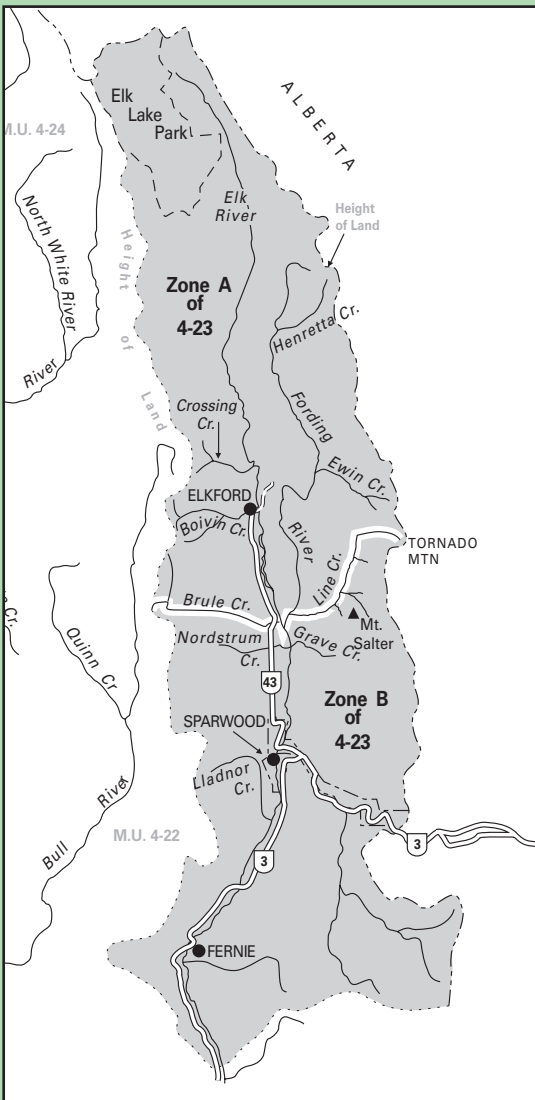 Elk
Lake
Park
ALBERTA
M.U. 4-24
Elk
River
Height
of Land
North White River
Height of Land
Zone A
of
4-23
Henretta Cr.
River
Crossing
Cr.
Fording
River
Ewin Cr.
ELKFORD
Boivin Cr.
TORNADO
MTN
Line Cr.
Brule Cr.
Mt.
Salter
Nordstrum
Cr.
Grave Cr.
Quinn Cr
Cr.
43
Zone B
of
4-23
SPARWOOD
Lladnor
Cr.
Bull River
M.U. 4-22
3
3
FERNIE